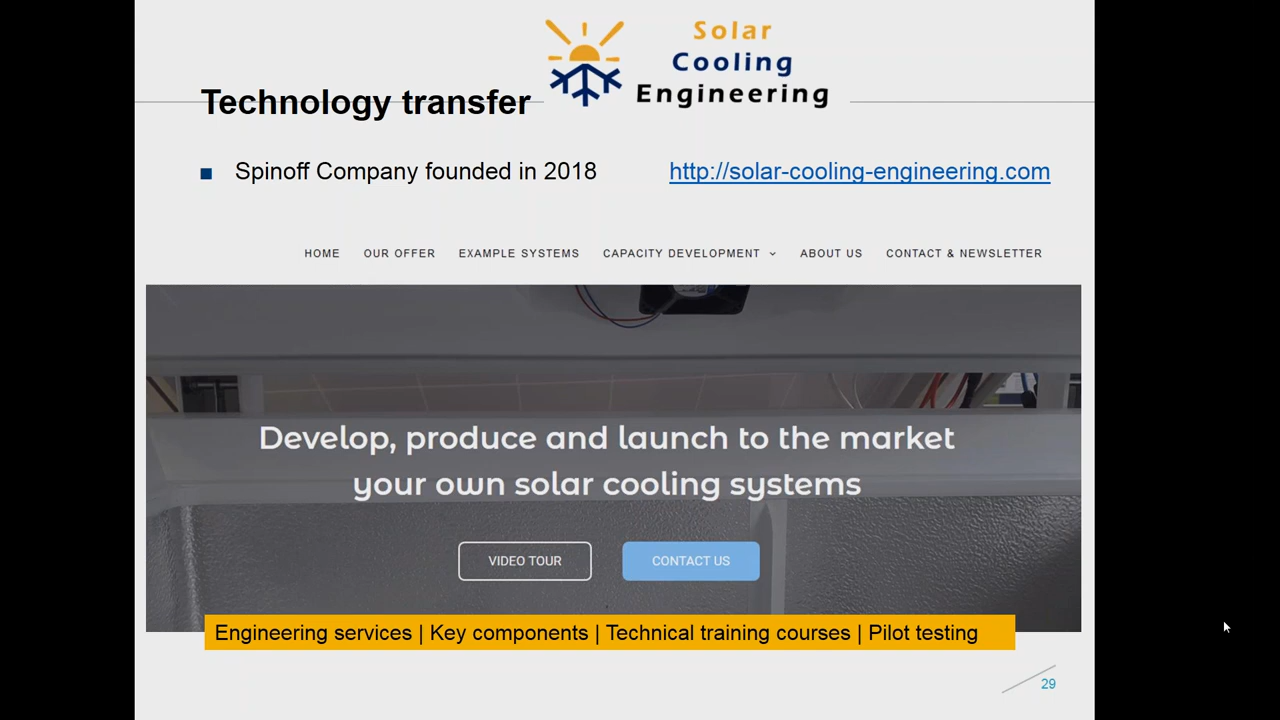 Solar
Cooling
Engineering
Technology transfer
Spinoff Company founded in 2018 http://solar-cooling-engineering.com
HOME OUR OFFER EXAMPLE SYSTEMS CAPACITY DEVELOPMENT ABOUT US CONTACT & NEWSLETTER
Develop, produce and launch to the market
your own solar cooling systems
VIDEO TOUR CONTACT US
Engineering services | Key components | Technical training courses | Pilot testing
29